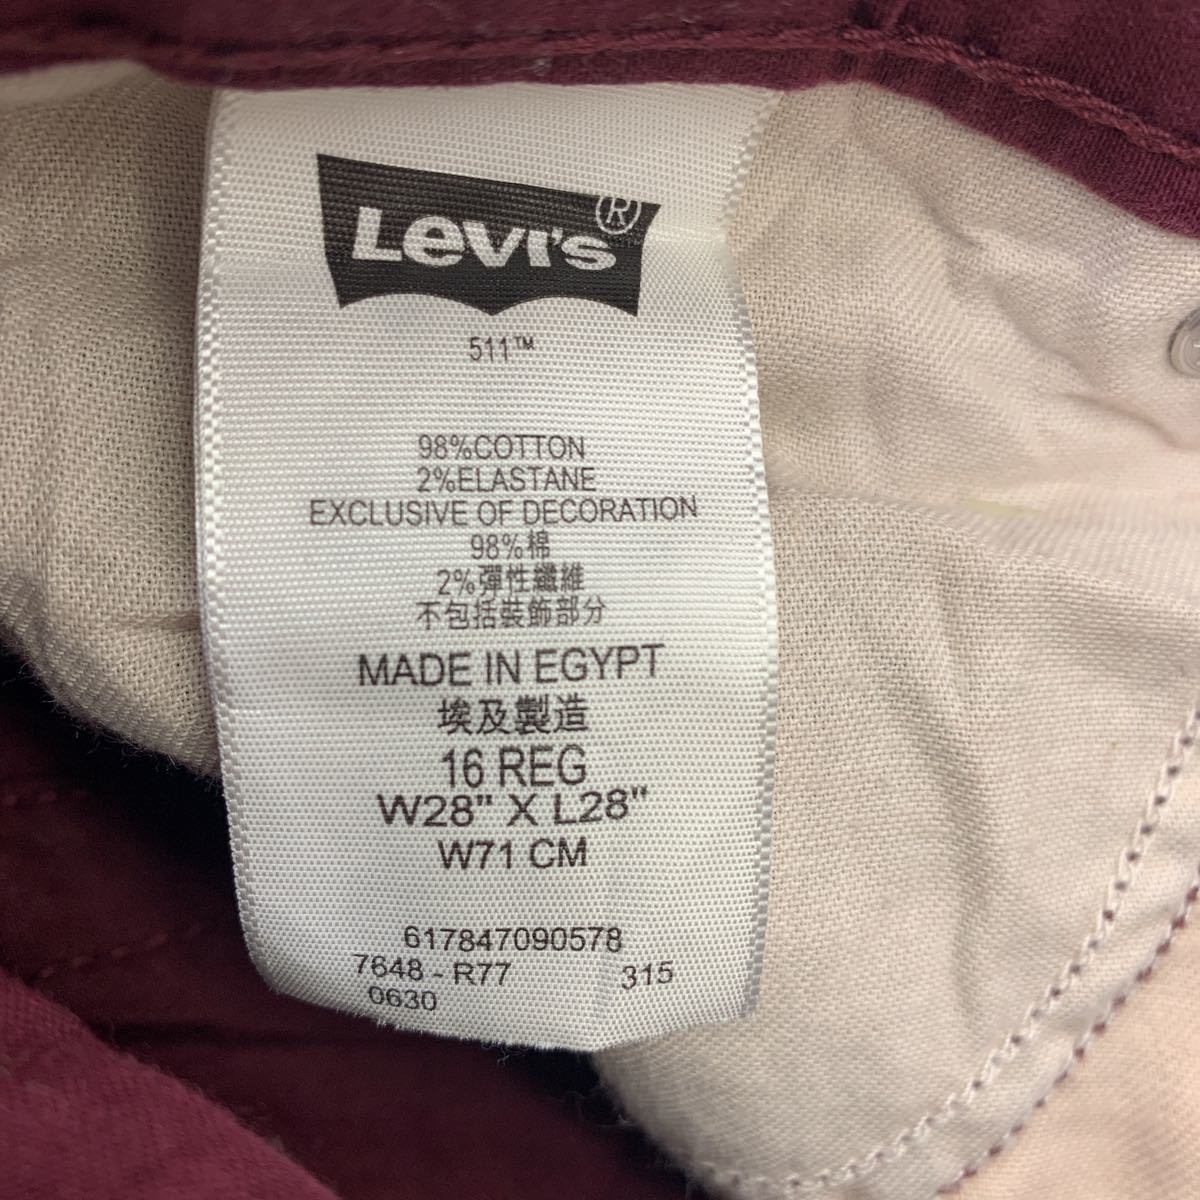 Levi's®
511™
98%COTTON
2%ELASTANE
EXCLUSIVE OF DECORATION
98%棉
2%彈性纖維
不包括裝飾部分
MADE IN EGYPT
埃及製造
16 REG
W28" X L28"
W71 CM
617847090578
7648 - R77 315
0630